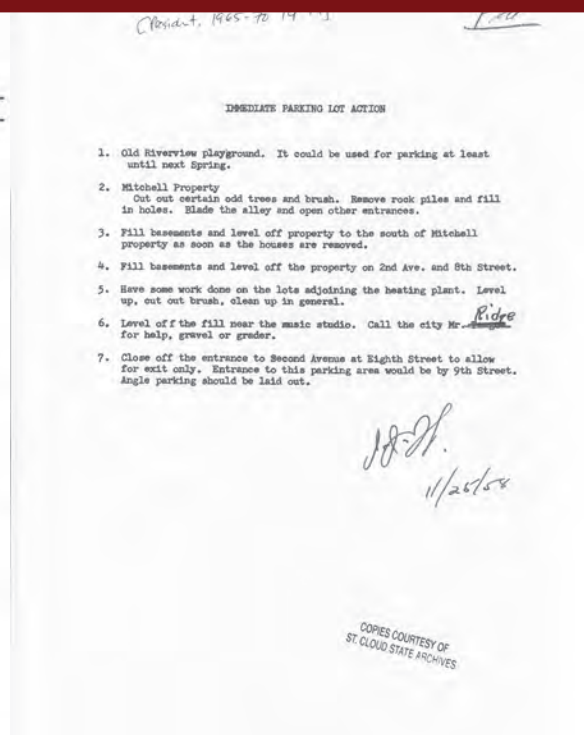 (President, 1965- to 19
IMMEDIATE PARKING LOT ACTION
1. Old Riverview playground. It could be used for parking at least
until next Spring.
2. Mitchell Property
Cut out certain odd trees and brush. Remove rock piles and fill
in holes. Blade the alley and open other entrances.
3. Fill basements and level off property to the south of Mitchell
property as soon as the houses are removed.
4. Fill basements and level off the property on 2nd Ave. and 8th Street.
5. Have some work done on the lots adjoining the heating plant. Level
up, cut out brush, clean up in general.
Ridge
6. Level off the fill near the music studio. Call the city Mr.
for help, gravel or grader.
7. Close off the entrance to Second Avenue at Eighth Street to allow
for exit only. Entrance to this parking area would be by 9th Street.
Angle parking should be laid out.
11/25/58
COPIES COURTESY OF
ST. CLOUD STATE ARCHIVES